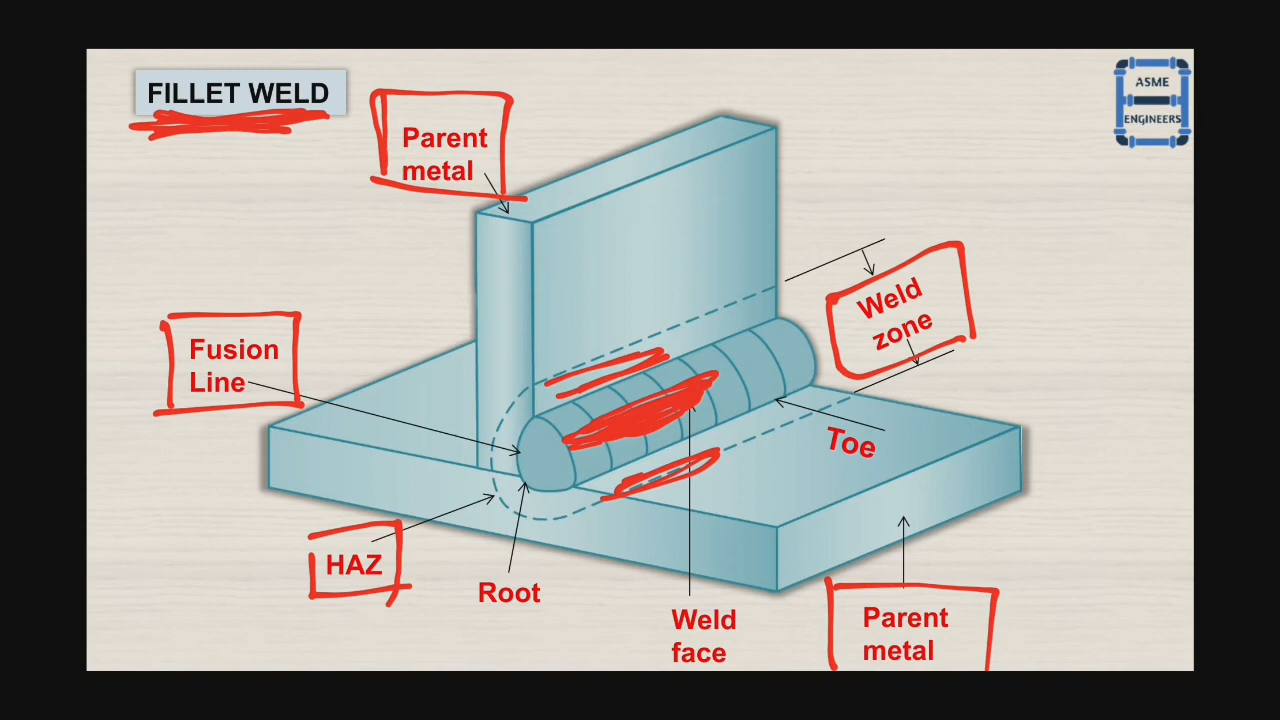 FILLET WELD
ASME
ENGINEERS
Parent
metal
Weld
zone
Fusion
Line
Toe
HAZ
Root
Weld
face
Parent
metal